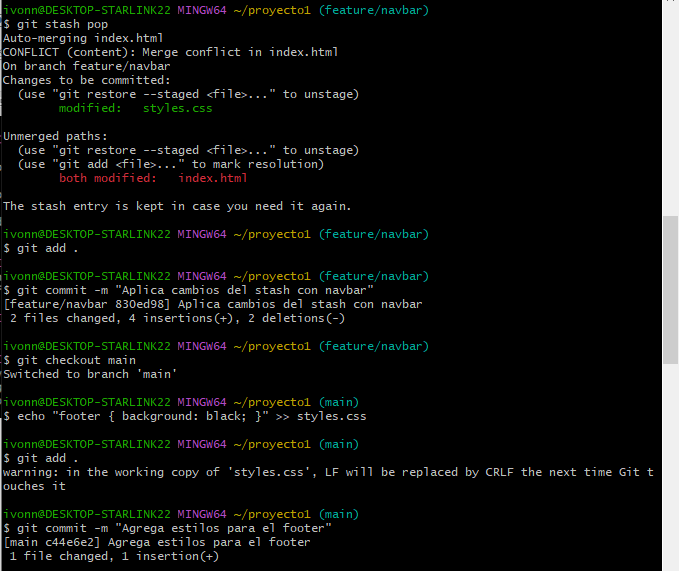 ivonn@DESKTOP-STARLINK22 MINGW64 ~/proyecto1 (feature/navbar)
$ git stash pop
Auto-merging index.html
CONFLICT (content): Merge conflict in index.html
On branch feature/navbar
Changes to be committed:
  (use "git restore --staged <file>..." to unstage)
        modified:   styles.css

Unmerged paths:
  (use "git restore --staged <file>..." to unstage)
  (use "git add <file>..." to mark resolution)
        both modified:   index.html

The stash entry is kept in case you need it again.

ivonn@DESKTOP-STARLINK22 MINGW64 ~/proyecto1 (feature/navbar)
$ git add .

ivonn@DESKTOP-STARLINK22 MINGW64 ~/proyecto1 (feature/navbar)
$ git commit -m "Aplica cambios del stash con navbar"
[feature/navbar 830ed98] Aplica cambios del stash con navbar
 2 files changed, 4 insertions(+), 2 deletions(-)

ivonn@DESKTOP-STARLINK22 MINGW64 ~/proyecto1 (feature/navbar)
$ git checkout main
Switched to branch 'main'

ivonn@DESKTOP-STARLINK22 MINGW64 ~/proyecto1 (main)
$ echo "footer { background: black; }" >> styles.css

ivonn@DESKTOP-STARLINK22 MINGW64 ~/proyecto1 (main)
$ git add .
warning: in the working copy of 'styles.css', LF will be replaced by CRLF the next time Git t
ouches it

ivonn@DESKTOP-STARLINK22 MINGW64 ~/proyecto1 (main)
$ git commit -m "Agrega estilos para el footer"
[main c44e6e2] Agrega estilos para el footer
 1 file changed, 1 insertion(+)